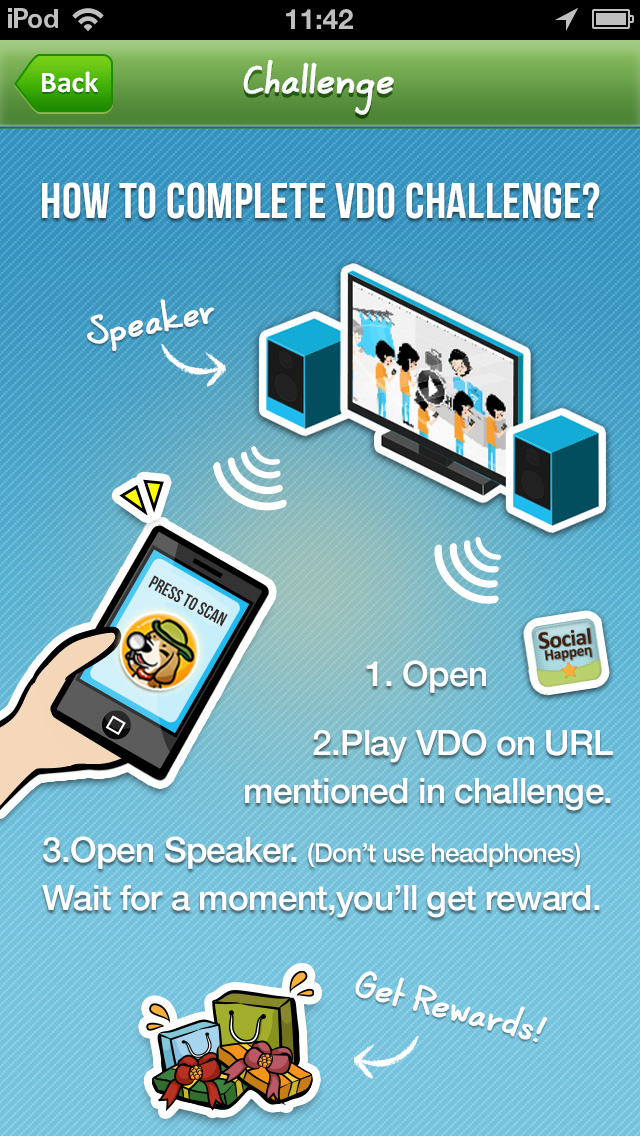 iPod 11:42
Back Challenge
HOW TO COMPLETE VDO CHALLENGE?
Speaker
PRESS TO SCAN
Social
Happen
1. Open
2.Play VDO on URL
mentioned in challenge.
3.Open Speaker. (Don't use headphones)
Wait for a moment,you'll get reward.
Get Rewards!